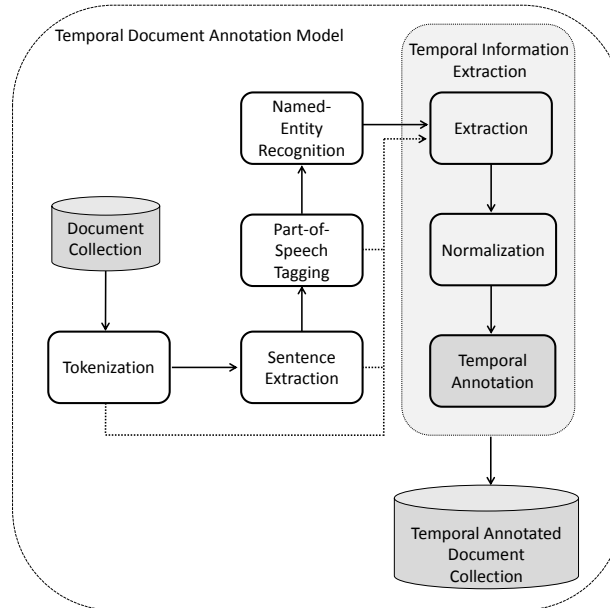 Temporal Document Annotation Model
Temporal Information
Extraction
Named-
Entity
Recognition
Extraction
Document
Collection
Part-of-
Speech
Tagging
Normalization
Tokenization
Sentence
Extraction
Temporal
Annotation
Temporal Annotated
Document
Collection